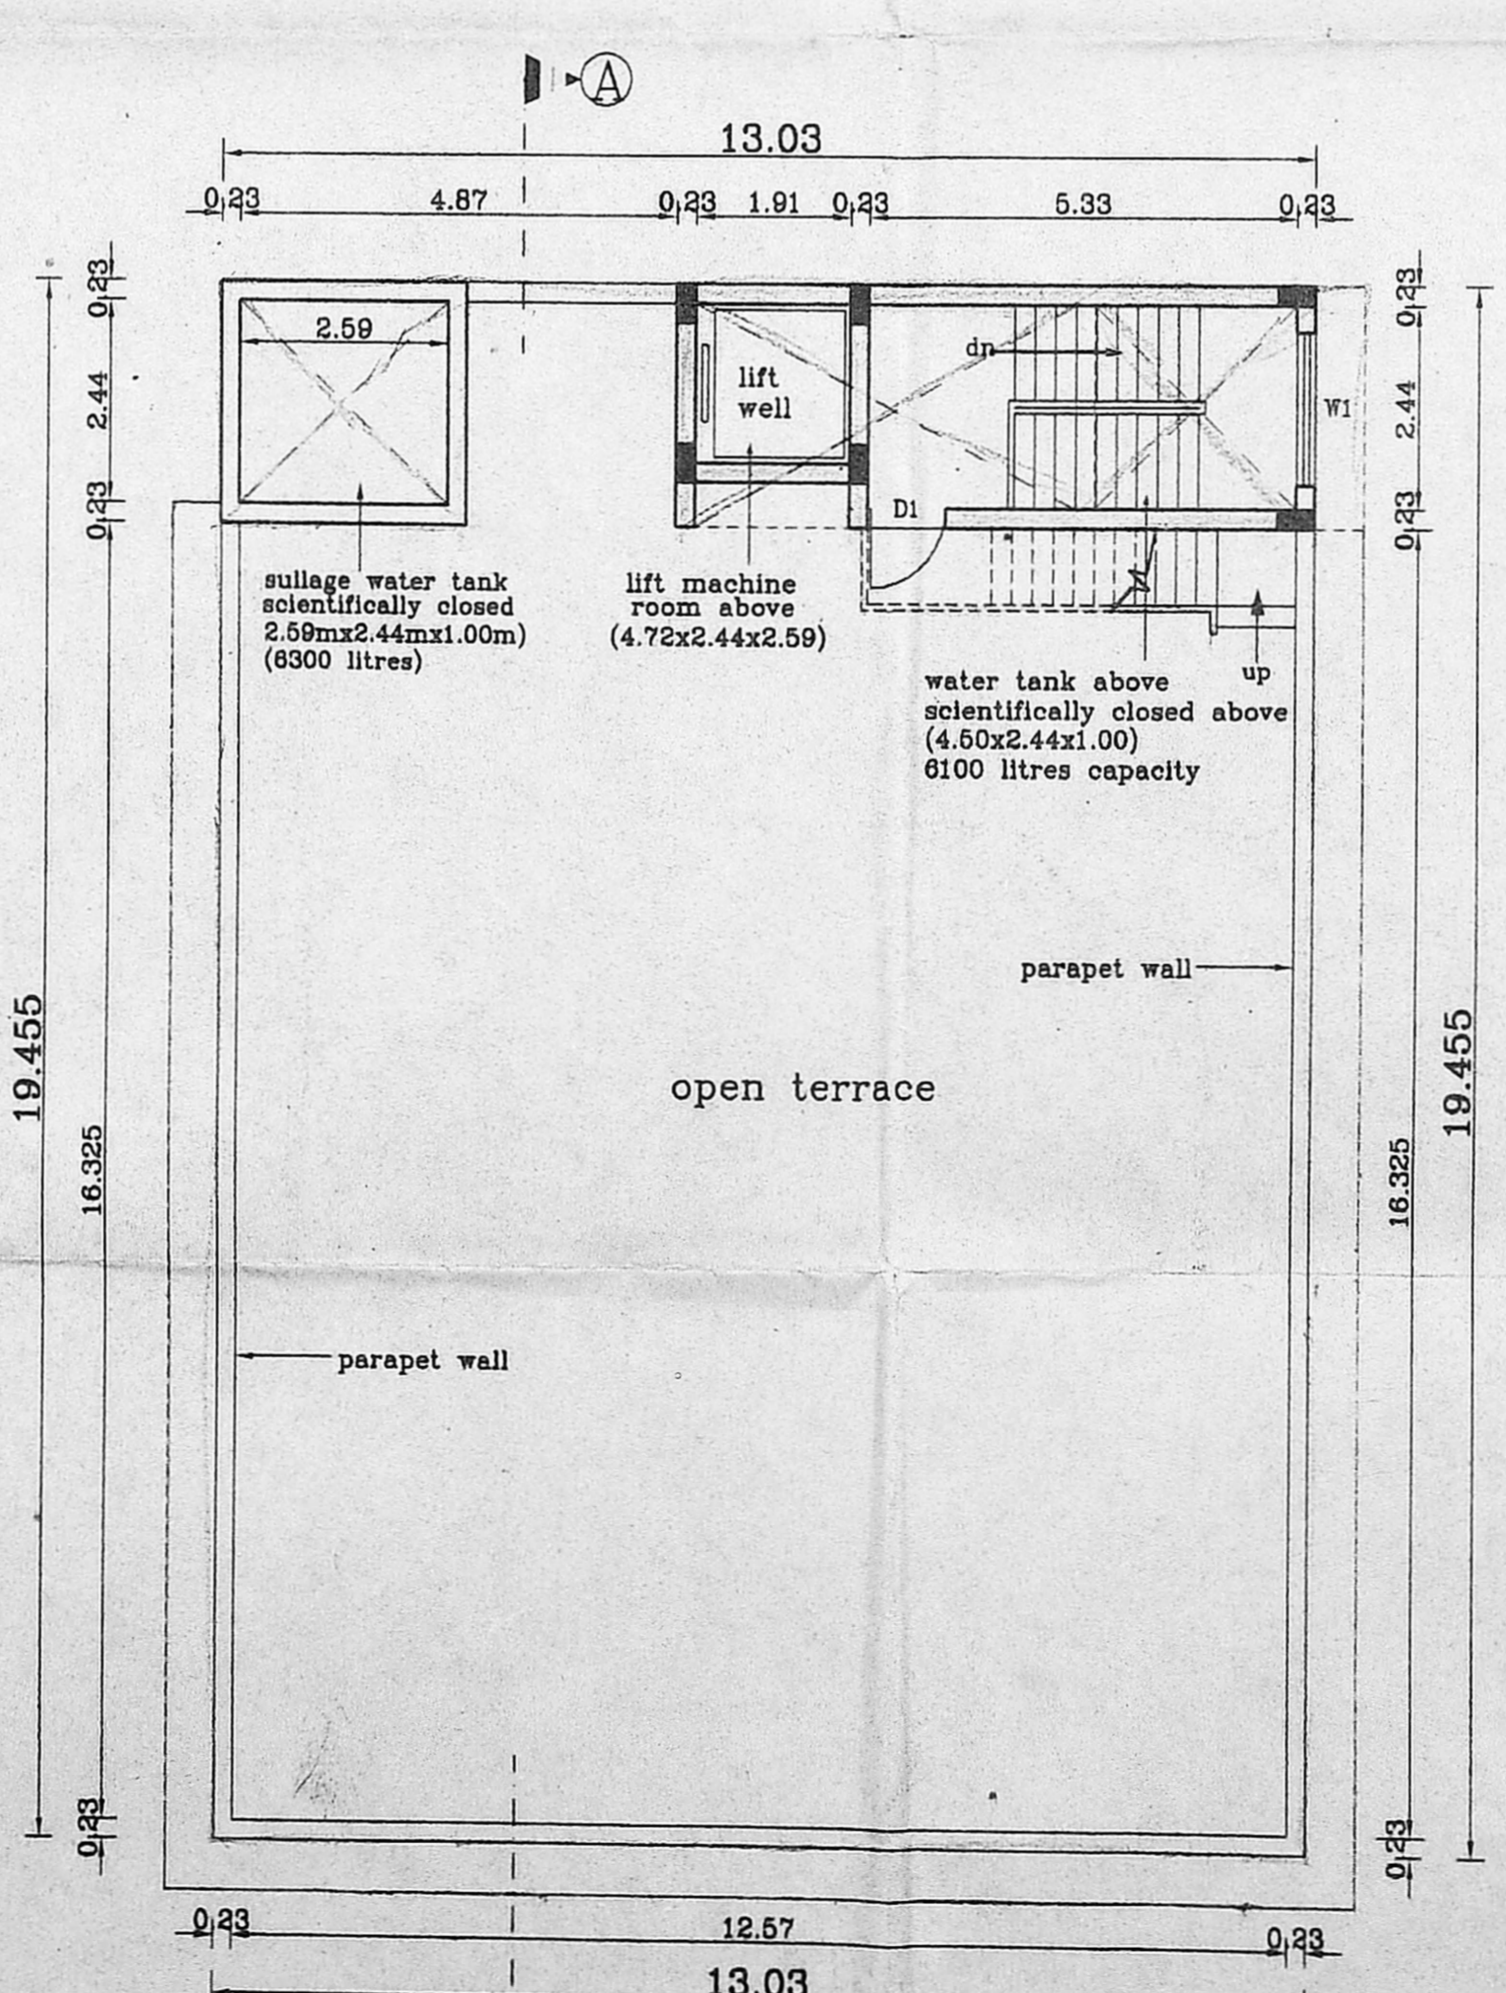 A
13.03
0.23 4.87 0.23 1.91 0.23 5.33 0.23
0.23
2.44
0.23
19.455
16.325
0.23
2.59
lift
well
dn
W1
D1
0.23
2.44
0.23
19.455
16.325
0.23
sullage water tank
scientifically closed
2.59mx2.44mx1.00m)
(6300 litres)
lift machine
room above
(4.72x2.44x2.59)
up
water tank above
scientifically closed above
(4.50x2.44x1.00)
6100 litres capacity
parapet wall
open terrace
parapet wall
0.23 12.57 0.23
13.03